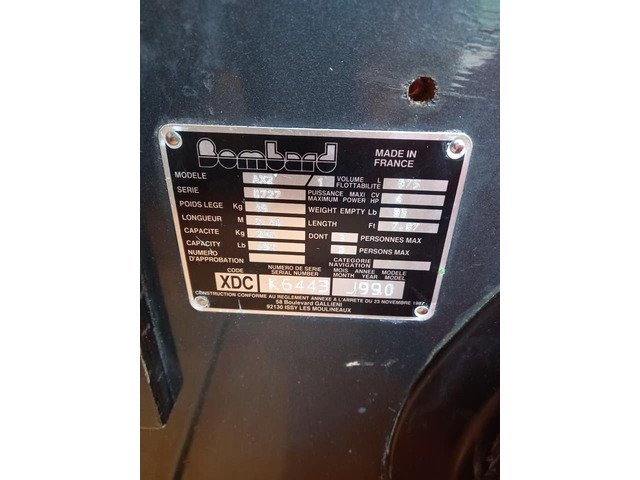 Bombard
MADE IN
FRANCE
MODELE AX2 / 1 VOLUME L
FLOTTABILITE
SERIE PUISSANCE MAXI CV
MAXIMUM POWER HP
POIDS LEGE Kg WEIGHT EMPTY Lb
LONGUEUR M LENGTH Ft
CAPACITE Kg DONT PERSONNES MAX
CAPACITY Lb PERSONS MAX
NUMERO
D'APPROBATION
CATEGORIE
NAVIGATION
CODE NUMERO DE SERIE MOIS ANNEE MODELE
SERIAL NUMBER MONTH YEAR MODEL
XDC K6443 J990
CONSTRUCTION CONFORME AU REGLEMENT ANNEXE A L'ARRETE DU 23 NOVEMBRE 1987
58 Boulevard GALLIENI
92130 ISSY LES MOULINEAUX